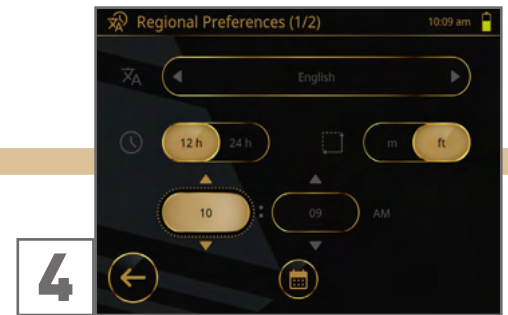 Regional Preferences (1/2) 10:09 am
English
12 h 24 h m ft
10 : 09 AM
4